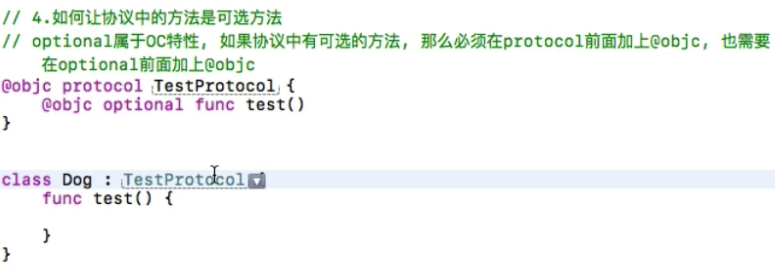 // 4.如何让协议中的方法是可选方法
// optional属于OC特性, 如果协议中有可选的方法, 那么必须在protocol前面加上@objc, 也需要
在optional前面加上@objc
@objc protocol TestProtocol {
@objc optional func test()
}
class Dog : TestProtocol {
func test() {
}
}